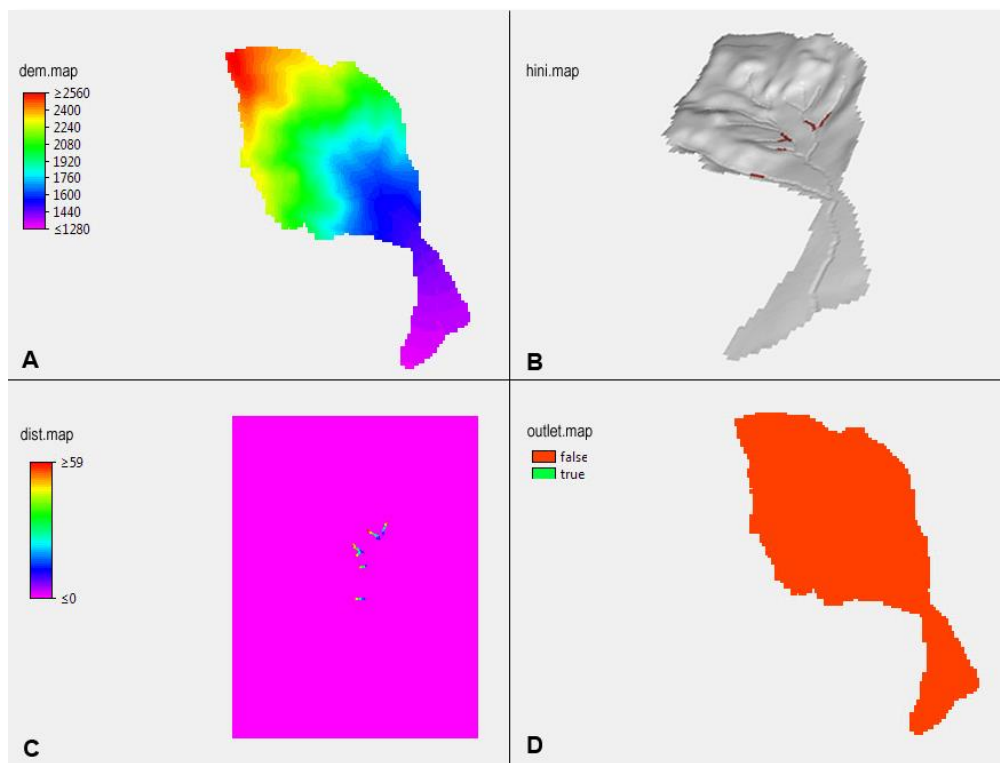 dem.map
≥2560
2400
2240
2080
1920
1760
1600
1440
≤1280
A
hini.map
B
dist.map
≥59
≤0
C
outlet.map
false
true
D